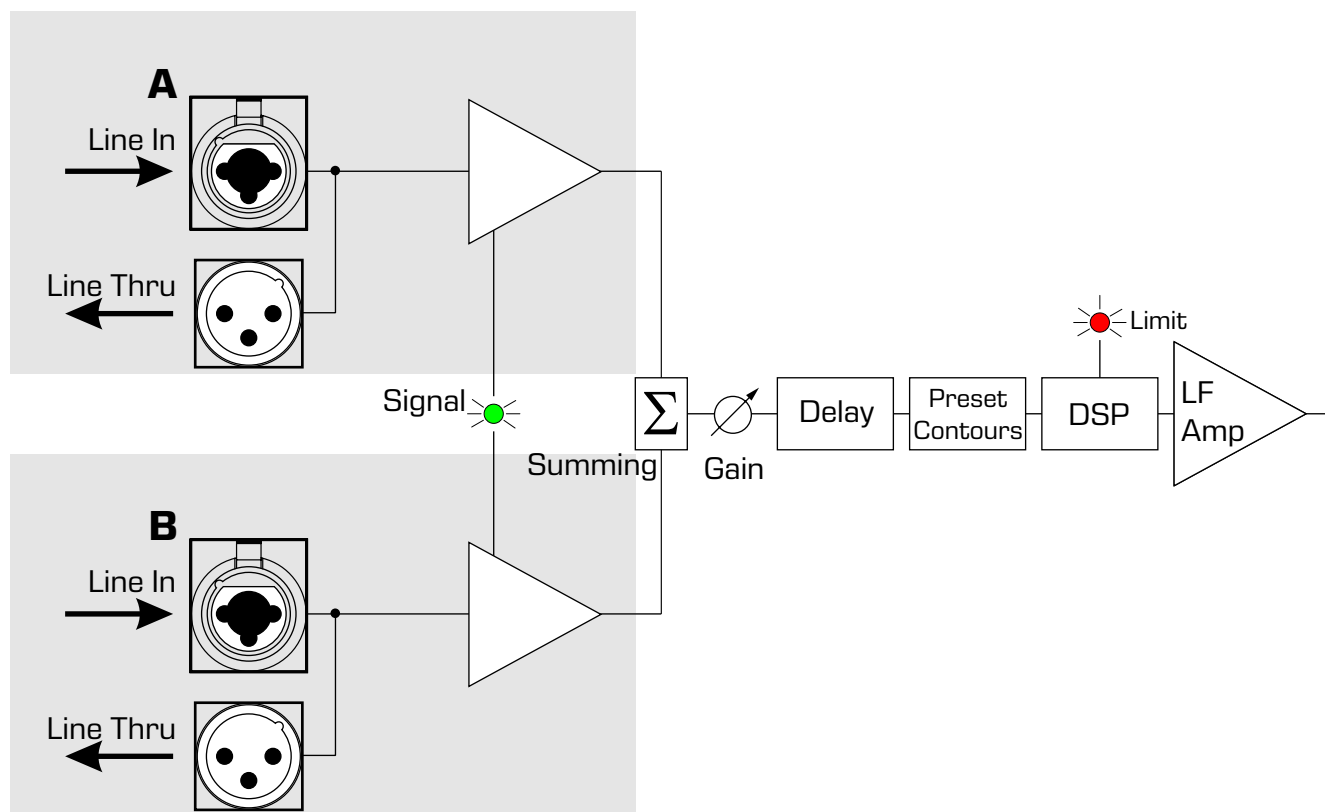 A
Line In
Line Thru
Signal
Limit
Σ
Summing
Gain
Delay
Preset
Contours
DSP
LF
Amp
B
Line In
Line Thru